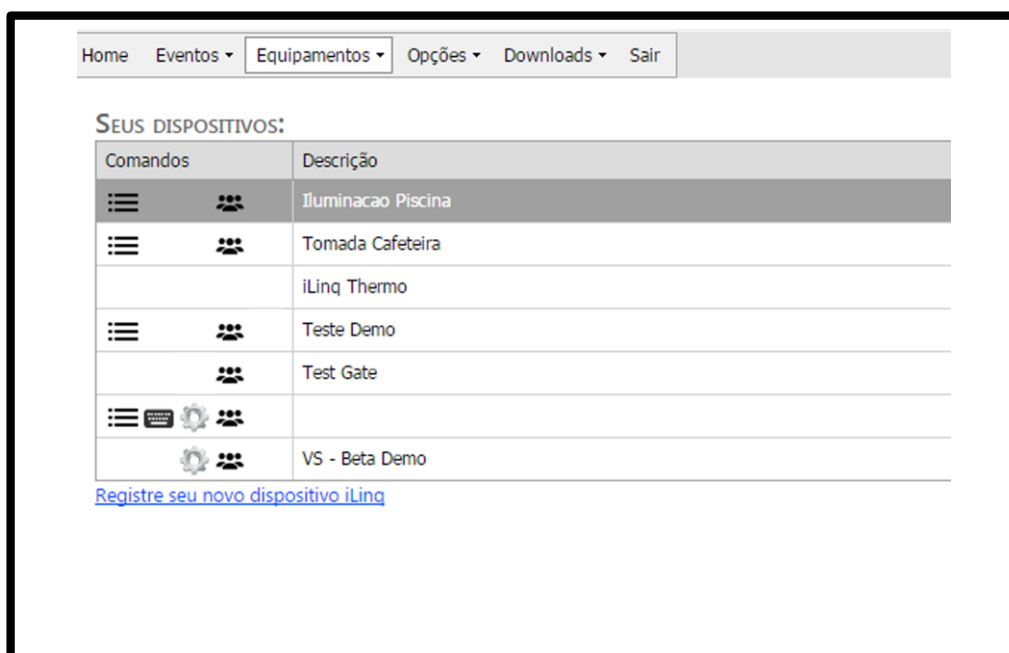 Home Eventos Equipamentos Opções Downloads Sair
SEUS DISPOSITIVOS:
Comandos Descrição
Iluminacao Piscina
Tomada Cafeteira
iLinq Thermo
Teste Demo
Test Gate
VS - Beta Demo
Registre seu novo dispositivo iLinq